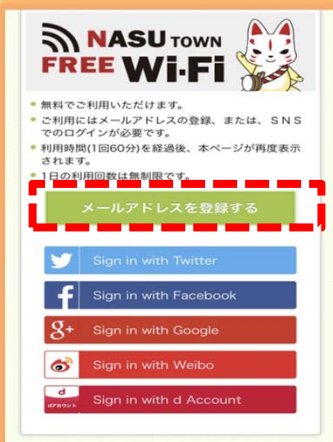 NASU TOWN
FREE Wi-Fi
無料でご利用いただけます。
ご利用にはメールアドレスの登録、または、SNS
でのログインが必要です。
利用時間(1回60分)を経過後、本ページが再度表示
されます。
1日の利用回数は無制限です。
メールアドレスを登録する
Sign in with Twitter
f Sign in with Facebook
g+ Sign in with Google
Sign in with Weibo
d dアカウント Sign in with d Account